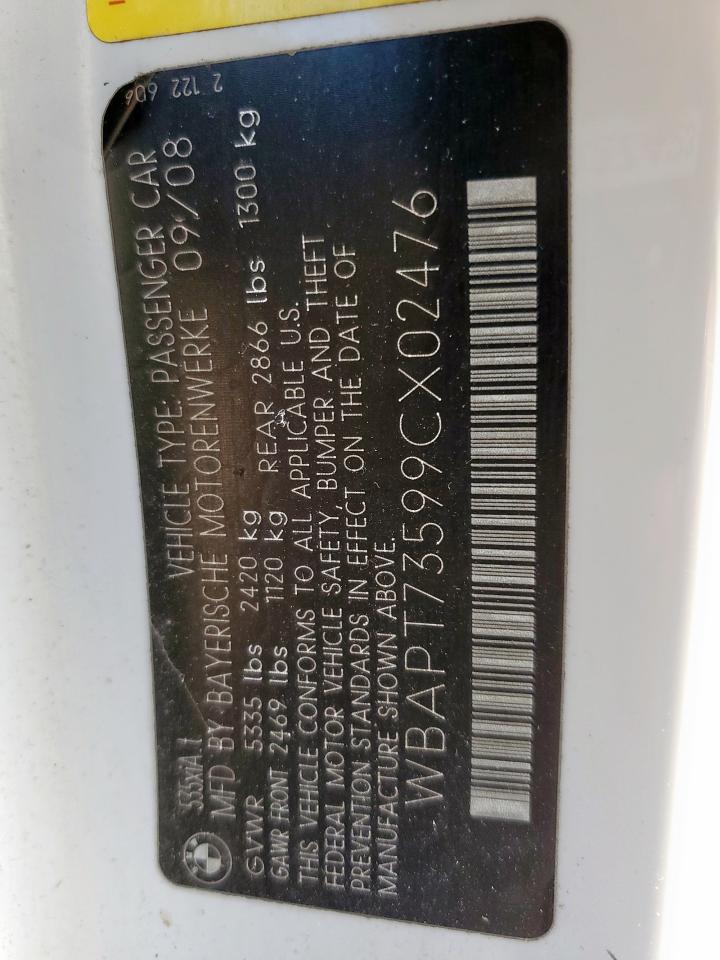 2 122 606
535xiA 1 VEHICLE TYPE: PASSENGER CAR
MFD BY BAYERISCHE MOTORENWERKE 09/08
GVWR 5335 lbs 2420 kg
GAWR FRONT 2469 lbs 1120 kg REAR 2866 lbs 1300 kg
THIS VEHICLE CONFORMS TO ALL APPLICABLE U.S.
FEDERAL MOTOR VEHICLE SAFETY, BUMPER AND THEFT
PREVENTION STANDARDS IN EFFECT ON THE DATE OF
MANUFACTURE SHOWN ABOVE.
WBAPT73599CX02476